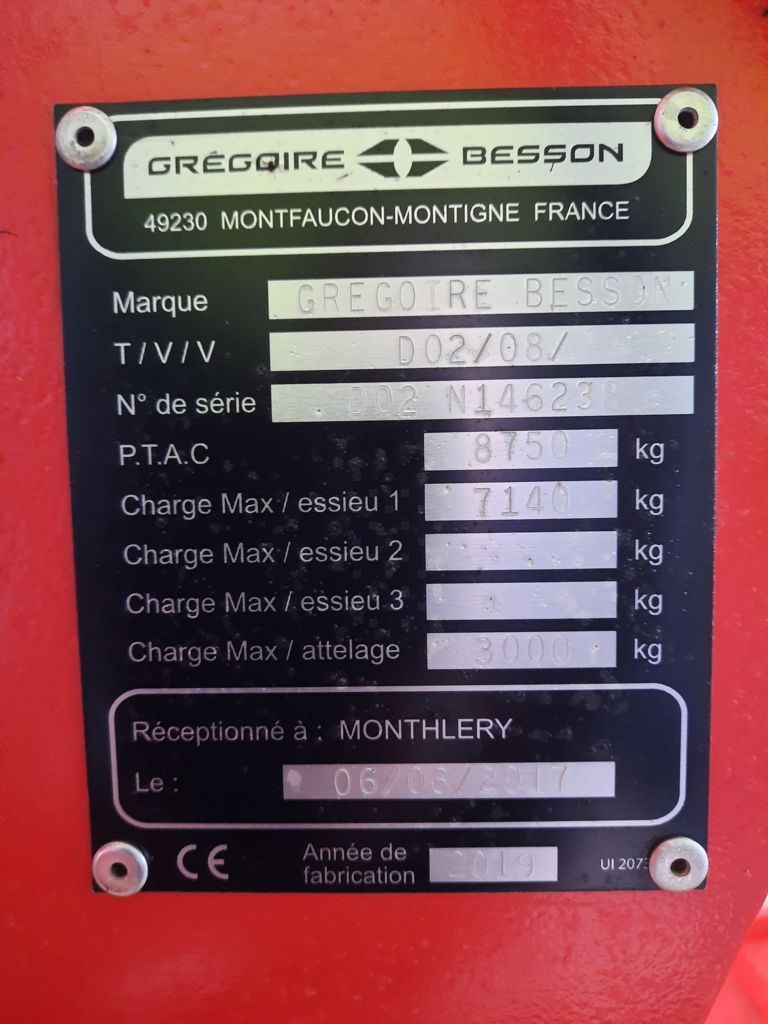 GRÉGOIRE BESSON
49230 MONTFAUCON-MONTIGNE FRANCE
Marque GREGOIRE BESSON
T / V / V D02/08/
N° de série D02 N146238
P.T.A.C 8750 kg
Charge Max / essieu 1 7140 kg
Charge Max / essieu 2 kg
Charge Max / essieu 3 kg
Charge Max / attelage 3000 kg
Réceptionné à : MONTHLERY
Le : 06/06/2017
CE
Année de
fabrication 2019
UI